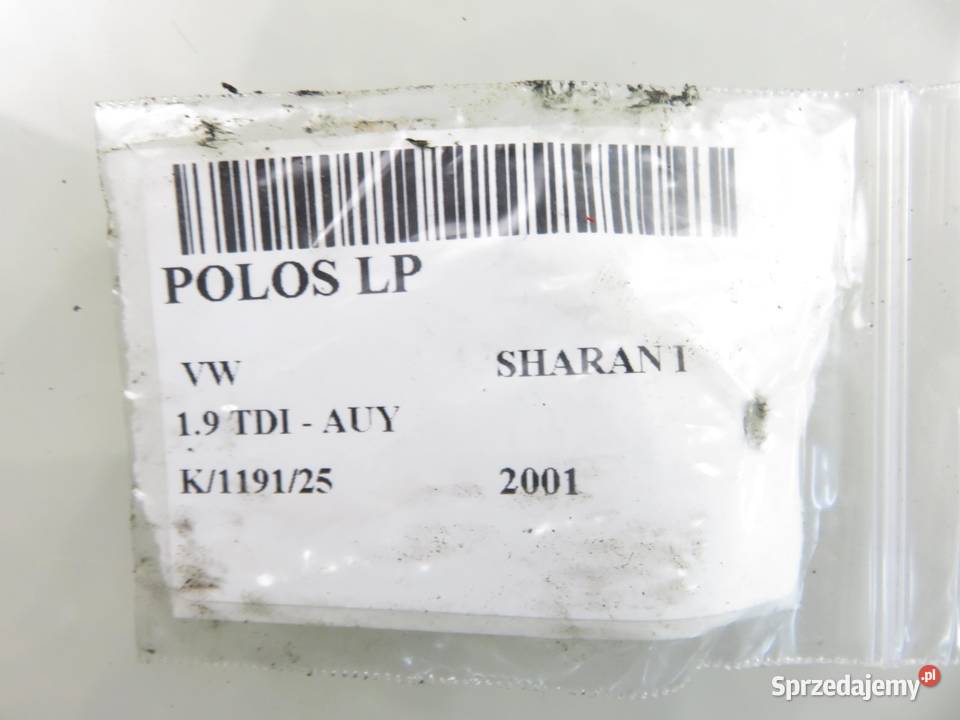 POLOS LP
VW SHARAN I
1.9 TDI - AUY
K/1191/25 2001
Sprzedajemy.pl